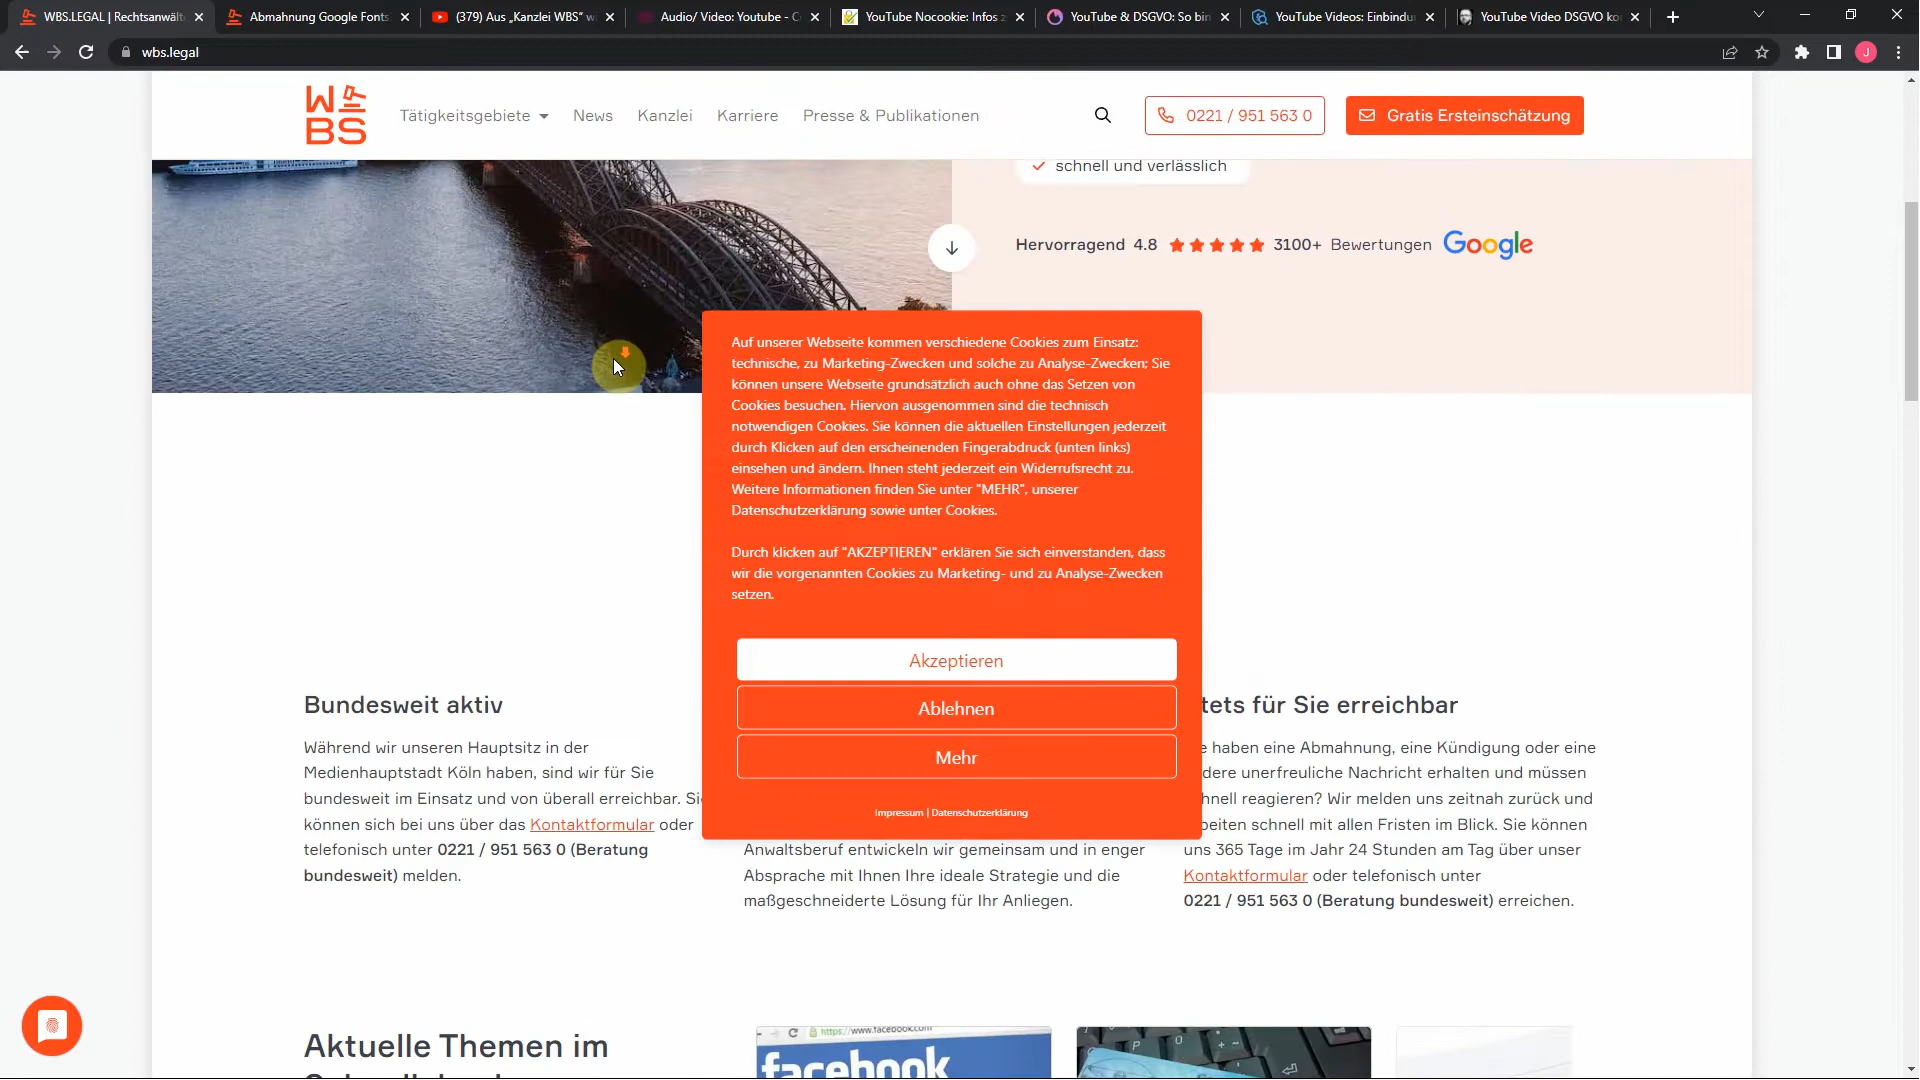 WBS.LEGAL | Rechtsanwält
Abmahnung Google Fonts
(379) Aus „Kanzlei WBS" w
Audio/ Video: Youtube - C
YouTube Nocookie: Infos z
YouTube & DSGVO: So bin
YouTube Videos: Einbindu
YouTube Video DSGVO ko
wbs.legal
J
WBS
Tätigkeitsgebiete
News
Kanzlei
Karriere
Presse & Publikationen
0221 / 951 563 0
Gratis Ersteinschätzung
schnell und verlässlich
Hervorragend 4.8
3100+ Bewertungen
Google
Auf unserer Webseite kommen verschiedene Cookies zum Einsatz:
technische, zu Marketing-Zwecken und solche zu Analyse-Zwecken; Sie
können unsere Webseite grundsätzlich auch ohne das Setzen von
Cookies besuchen. Hiervon ausgenommen sind die technisch
notwendigen Cookies. Sie können die aktuellen Einstellungen jederzeit
durch Klicken auf den erscheinenden Fingerabdruck (unten links)
einsehen und ändern. Ihnen steht jederzeit ein Widerrufsrecht zu.
Weitere Informationen finden Sie unter "MEHR", unserer
Datenschutzerklärung sowie unter Cookies.
Durch klicken auf "AKZEPTIEREN" erklären Sie sich einverstanden, dass
wir die vorgenannten Cookies zu Marketing- und zu Analyse-Zwecken
setzen.
Akzeptieren
Ablehnen
Mehr
Impressum | Datenschutzerklärung
Bundesweit aktiv
Während wir unseren Hauptsitz in der
Medienhauptstadt Köln haben, sind wir für Sie
bundesweit im Einsatz und von überall erreichbar. Sie
können sich bei uns über das Kontaktformular oder
telefonisch unter 0221 / 951 563 0 (Beratung
bundesweit) melden.
Anwaltsberuf entwickeln wir gemeinsam und in enger
Absprache mit Ihnen Ihre ideale Strategie und die
maßgeschneiderte Lösung für Ihr Anliegen.
tets für Sie erreichbar
e haben eine Abmahnung, eine Kündigung oder eine
dere unerfreuliche Nachricht erhalten und müssen
hnell reagieren? Wir melden uns zeitnah zurück und
beiten schnell mit allen Fristen im Blick. Sie können
uns 365 Tage im Jahr 24 Stunden am Tag über unser
Kontaktformular oder telefonisch unter
0221 / 951 563 0 (Beratung bundesweit) erreichen.
Aktuelle Themen im
https://www.facebook.com
facebook